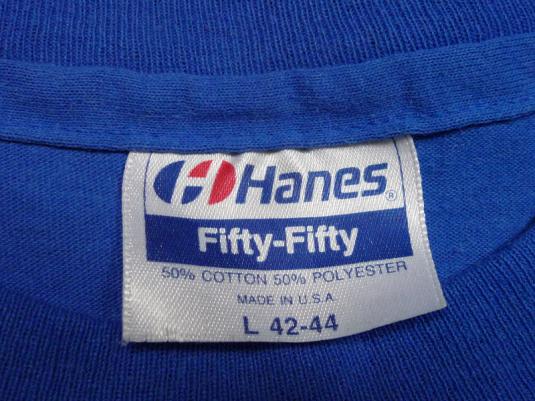 Hanes®
Fifty-Fifty
50% COTTON 50% POLYESTER
MADE IN U.S.A.
L 42-44